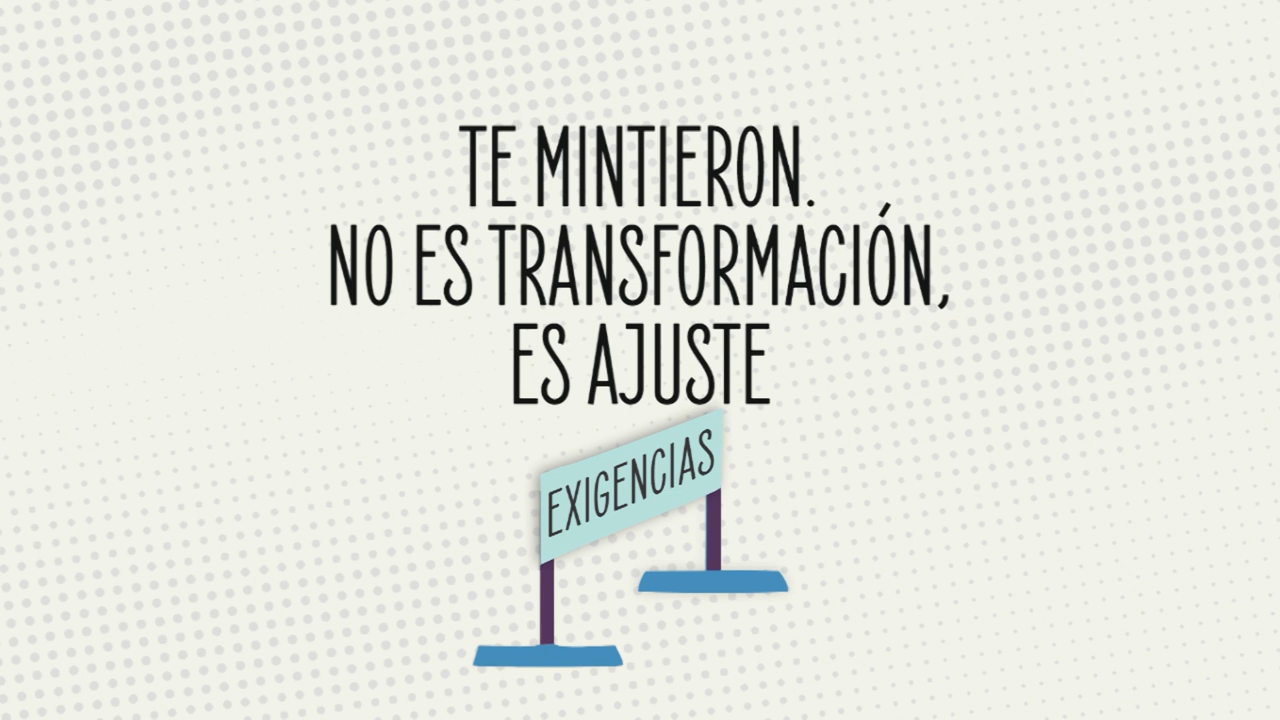 TE MINTIERON.
NO ES TRANSFORMACIÓN,
ES AJUSTE
EXIGENCIAS